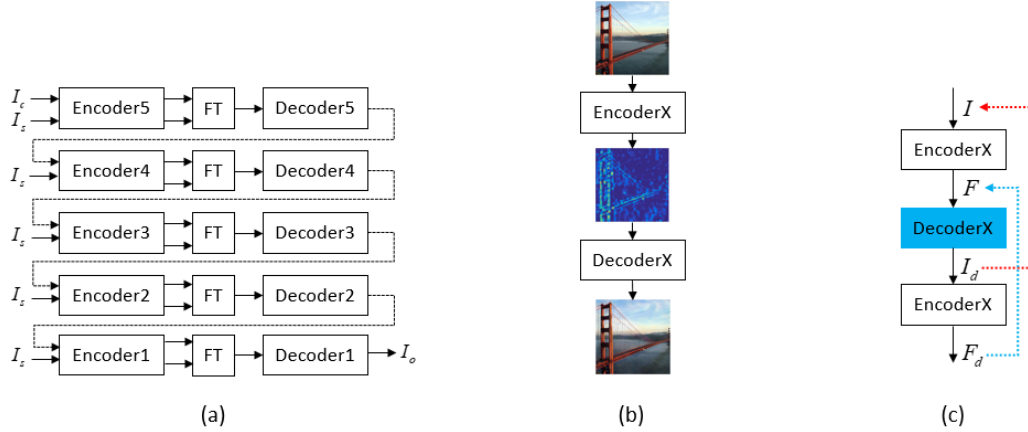 I_c
I_s
Encoder5 FT Decoder5
I_s
Encoder4 FT Decoder4
I_s
Encoder3 FT Decoder3
I_s
Encoder2 FT Decoder2
I_s
Encoder1 FT Decoder1 I_o
(a)
EncoderX
DecoderX
(b)
I
EncoderX
F
DecoderX
I_d
EncoderX
F_d
(c)